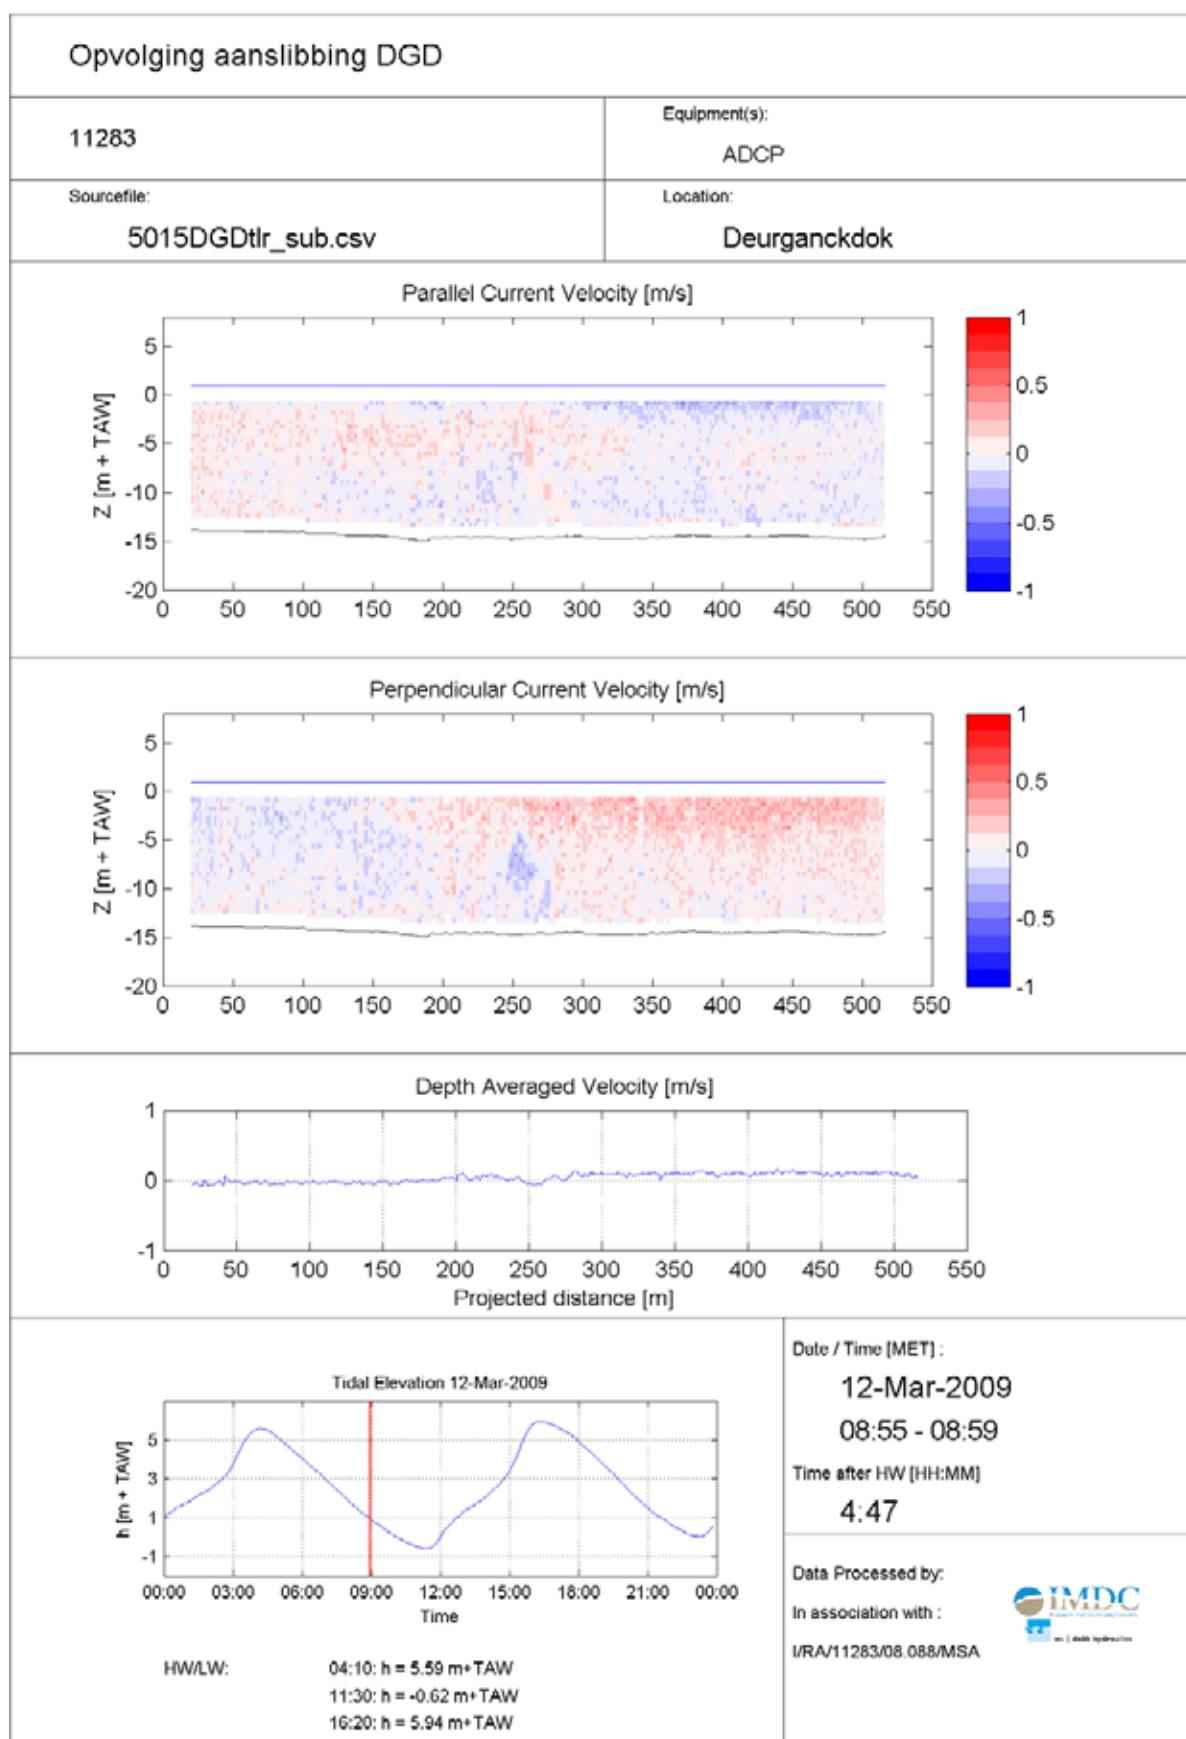 Opvolging aanslibbing DGD
11283
Equipment(s):
ADCP
Sourcefile:
5015DGDtlr_sub.csv
Location:
Deurganckdok
Parallel Current Velocity [m/s]
Z [m + TAW]
5
0
-5
-10
-15
-20
0 50 100 150 200 250 300 350 400 450 500 550
1
0.5
0
-0.5
-1
Perpendicular Current Velocity [m/s]
Z [m + TAW]
5
0
-5
-10
-15
-20
0 50 100 150 200 250 300 350 400 450 500 550
1
0.5
0
-0.5
-1
Depth Averaged Velocity [m/s]
1
0
-1
0 50 100 150 200 250 300 350 400 450 500 550
Projected distance [m]
Tidal Elevation 12-Mar-2009
h [m + TAW]
5
3
1
-1
00:00 03:00 06:00 09:00 12:00 15:00 18:00 21:00 00:00
Time
HW/LW:
04:10: h = 5.59 m+TAW
11:30: h = -0.62 m+TAW
16:20: h = 5.94 m+TAW
Date / Time [MET] :
12-Mar-2009
08:55 - 08:59
Time after HW [HH:MM]
4:47
Data Processed by:
IMDC
In association with :
wl | delft hydraulics
I/RA/11283/08.088/MSA